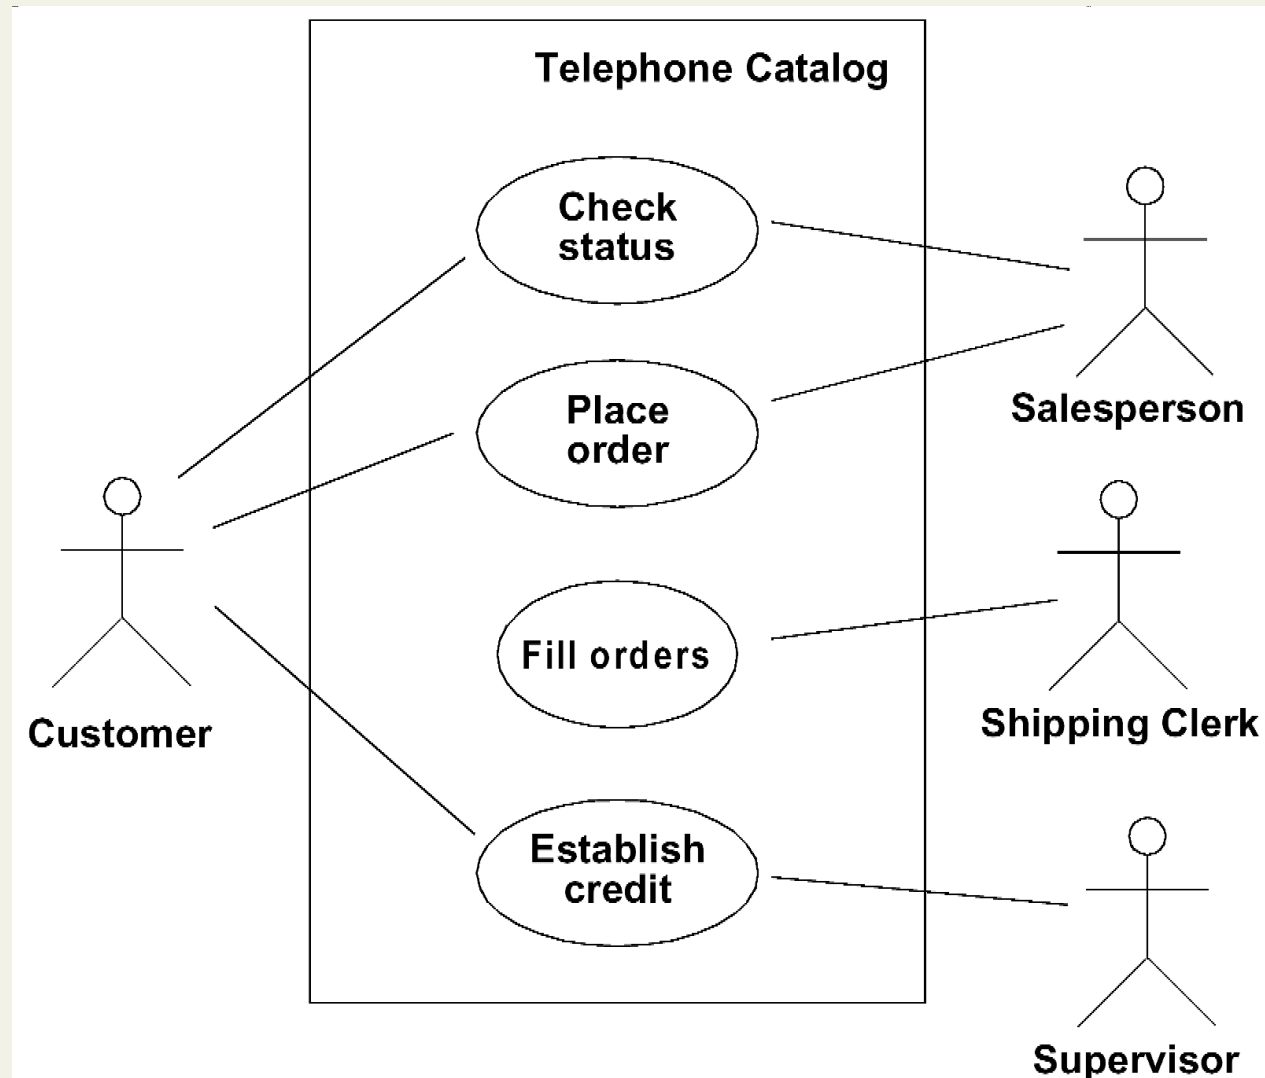 Telephone Catalog
Check
status
Place
order
Salesperson
Fill orders
Customer
Shipping Clerk
Establish
credit
Supervisor